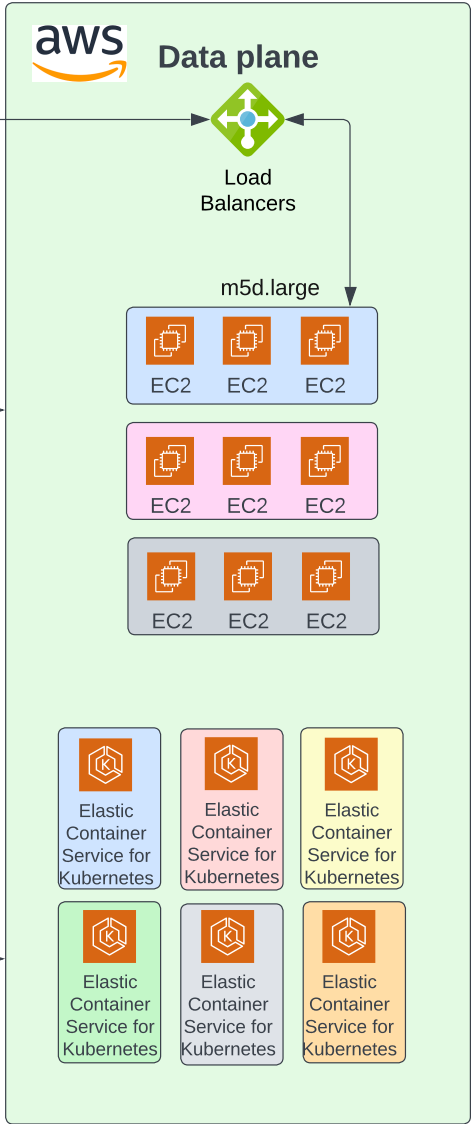 aws
Data plane
Load
Balancers
m5d.large
EC2 EC2 EC2
EC2 EC2 EC2
EC2 EC2 EC2
K
Elastic
Container
Service for
Kubernetes
K
Elastic
Container
Service for
Kubernetes
K
Elastic
Container
Service for
Kubernetes
K
Elastic
Container
Service for
Kubernetes
K
Elastic
Container
Service for
Kubernetes
K
Elastic
Container
Service for
Kubernetes